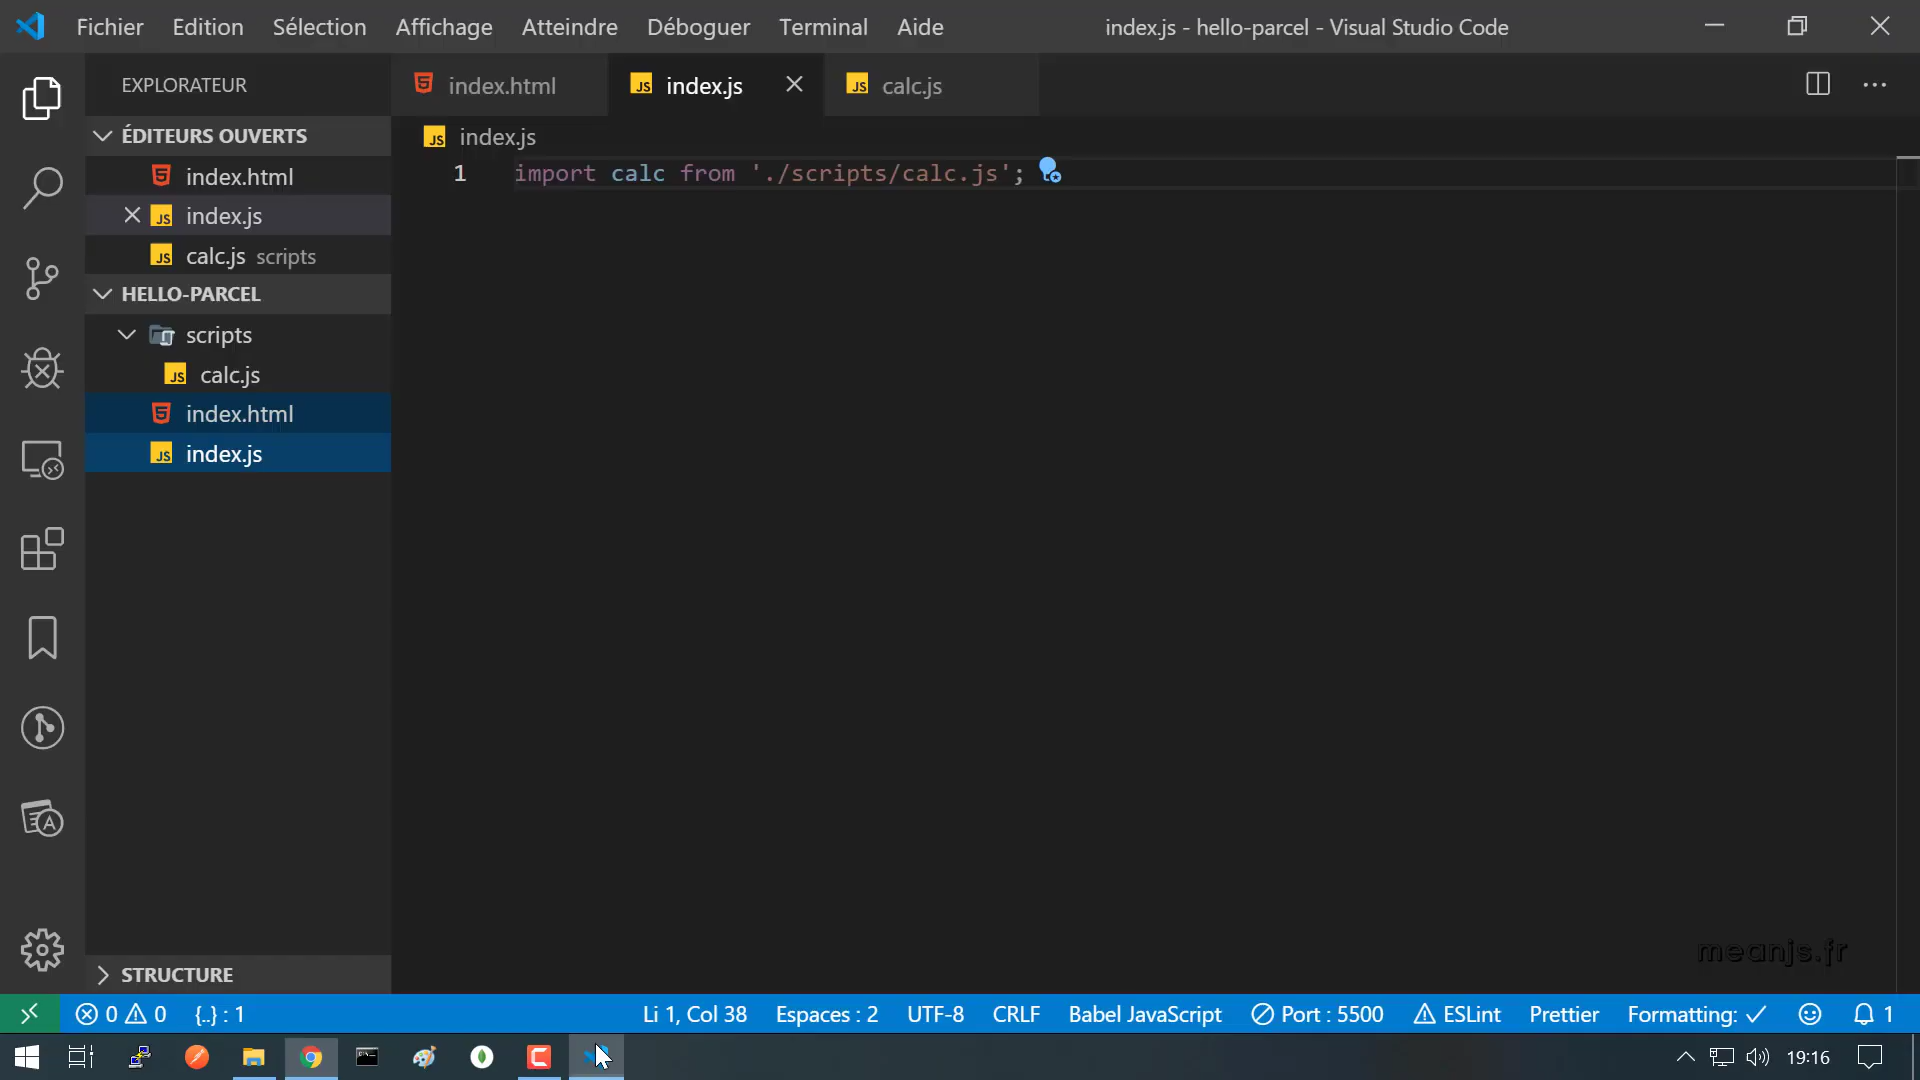 Fichier Edition Sélection Affichage Atteindre Déboguer Terminal Aide index.js - hello-parcel - Visual Studio Code
EXPLORATEUR
index.html index.js calc.js
ÉDITEURS OUVERTS
index.html
index.js
calc.js scripts
HELLO-PARCEL
scripts
calc.js
index.html
index.js
STRUCTURE
index.js
1 import calc from './scripts/calc.js';
meanjs.fr
0 0 {..} : 1 Li 1, Col 38 Espaces : 2 UTF-8 CRLF Babel JavaScript Port : 5500 ESLint Prettier Formatting: 1
19:16